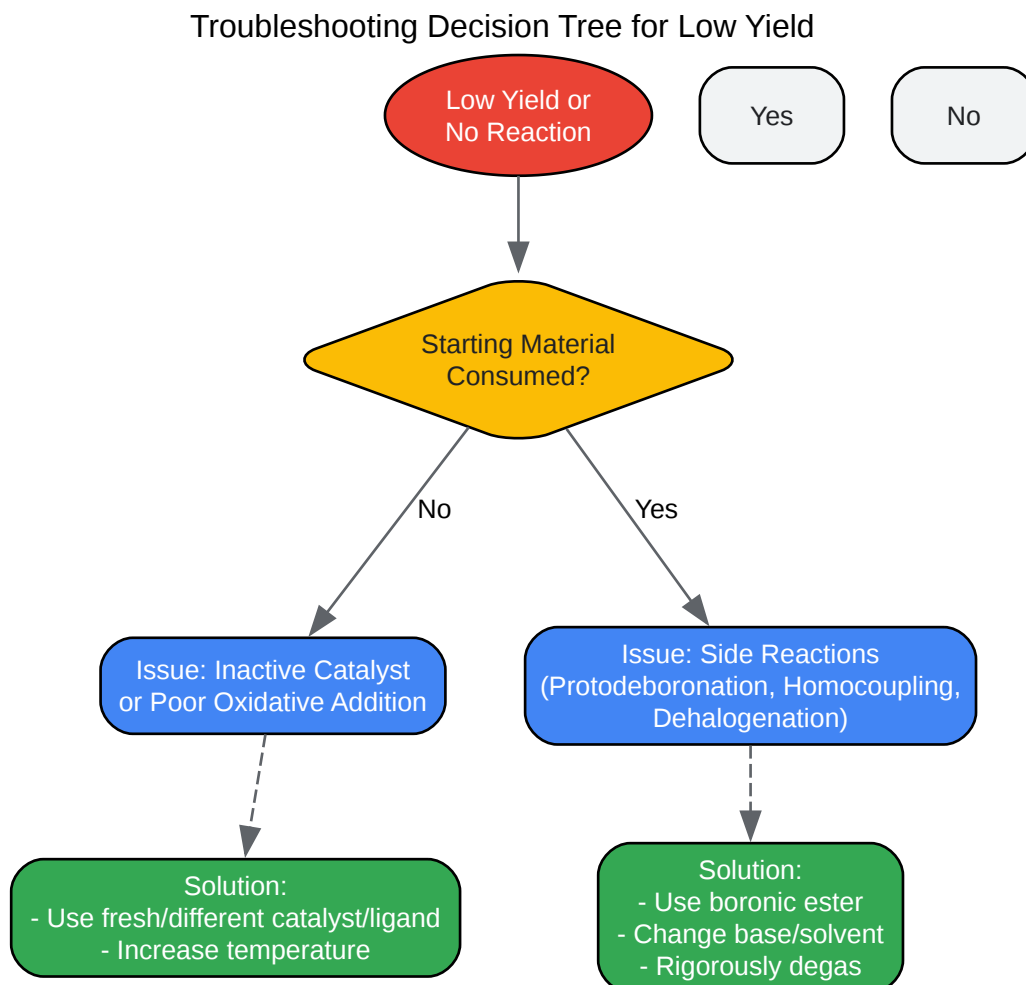 Troubleshooting Decision Tree for Low Yield
Low Yield or
No Reaction
Yes
No
Starting Material
Consumed?
No
Yes
Issue: Inactive Catalyst
or Poor Oxidative Addition
Issue: Side Reactions
(Protodeboronation, Homocoupling,
Dehalogenation)
Solution:
- Use fresh/different catalyst/ligand
- Increase temperature
Solution:
- Use boronic ester
- Change base/solvent
- Rigorously degas